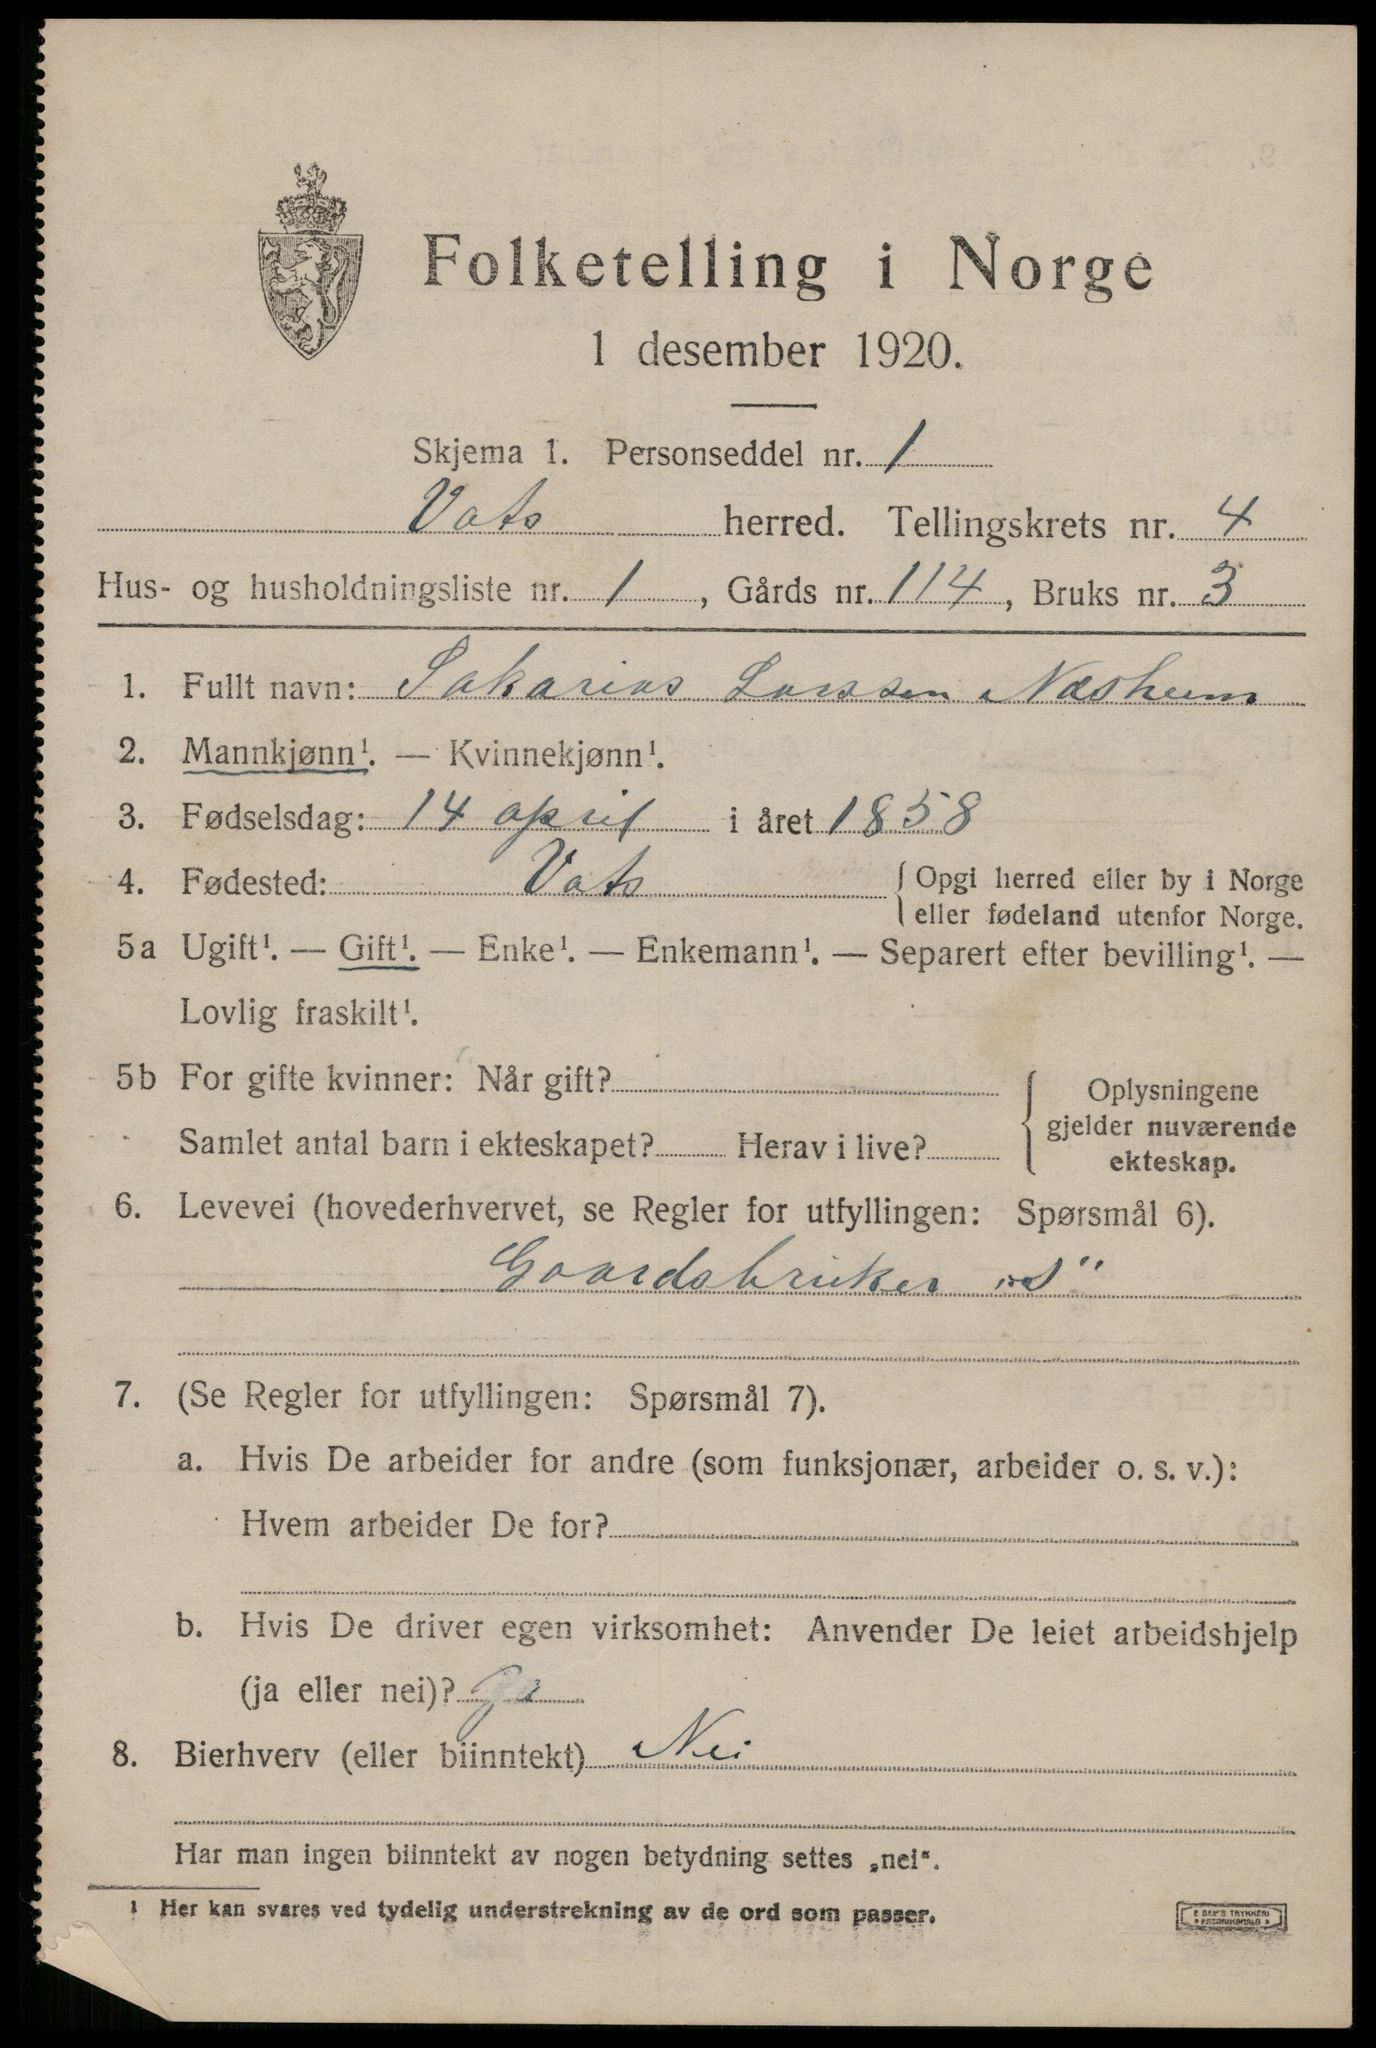 Folketelling i Norge
1 desember 1920.
Skjema 1. Personseddel nr. 1
Vats herred. Tellingskrets nr. 4
Hus- og husholdningsliste nr. 1, Gårds nr. 114, Bruks nr. 3
1. Fullt navn: Sakarias Larssen Næsheim
2. Mannkjønn¹. — Kvinnekjønn¹.
3. Fødselsdag: 14 april i året 1858
4. Fødested: Vats { Opgi herred eller by i Norge
eller fødeland utenfor Norge.
5a Ugift¹. — Gift¹. — Enke¹. — Enkemann¹. — Separert efter bevilling¹. —
Lovlig fraskilt¹.
5b For gifte kvinner: Når gift?
Samlet antal barn i ekteskapet? Herav i live?
{ Oplysningene
gjelder nuværende
ekteskap.
6. Levevei (hovederhvervet, se Regler for utfyllingen: Spørsmål 6).
Gaardsbruker "S"
7. (Se Regler for utfyllingen: Spørsmål 7).
a. Hvis De arbeider for andre (som funksjonær, arbeider o. s. v.):
Hvem arbeider De for?
b. Hvis De driver egen virksomhet: Anvender De leiet arbeidshjelp
(ja eller nei)? Ja
8. Bierhverv (eller biinntekt) Nei
Har man ingen biinntekt av nogen betydning settes „nei“.
¹ Her kan svares ved tydelig understrekning av de ord som passer.